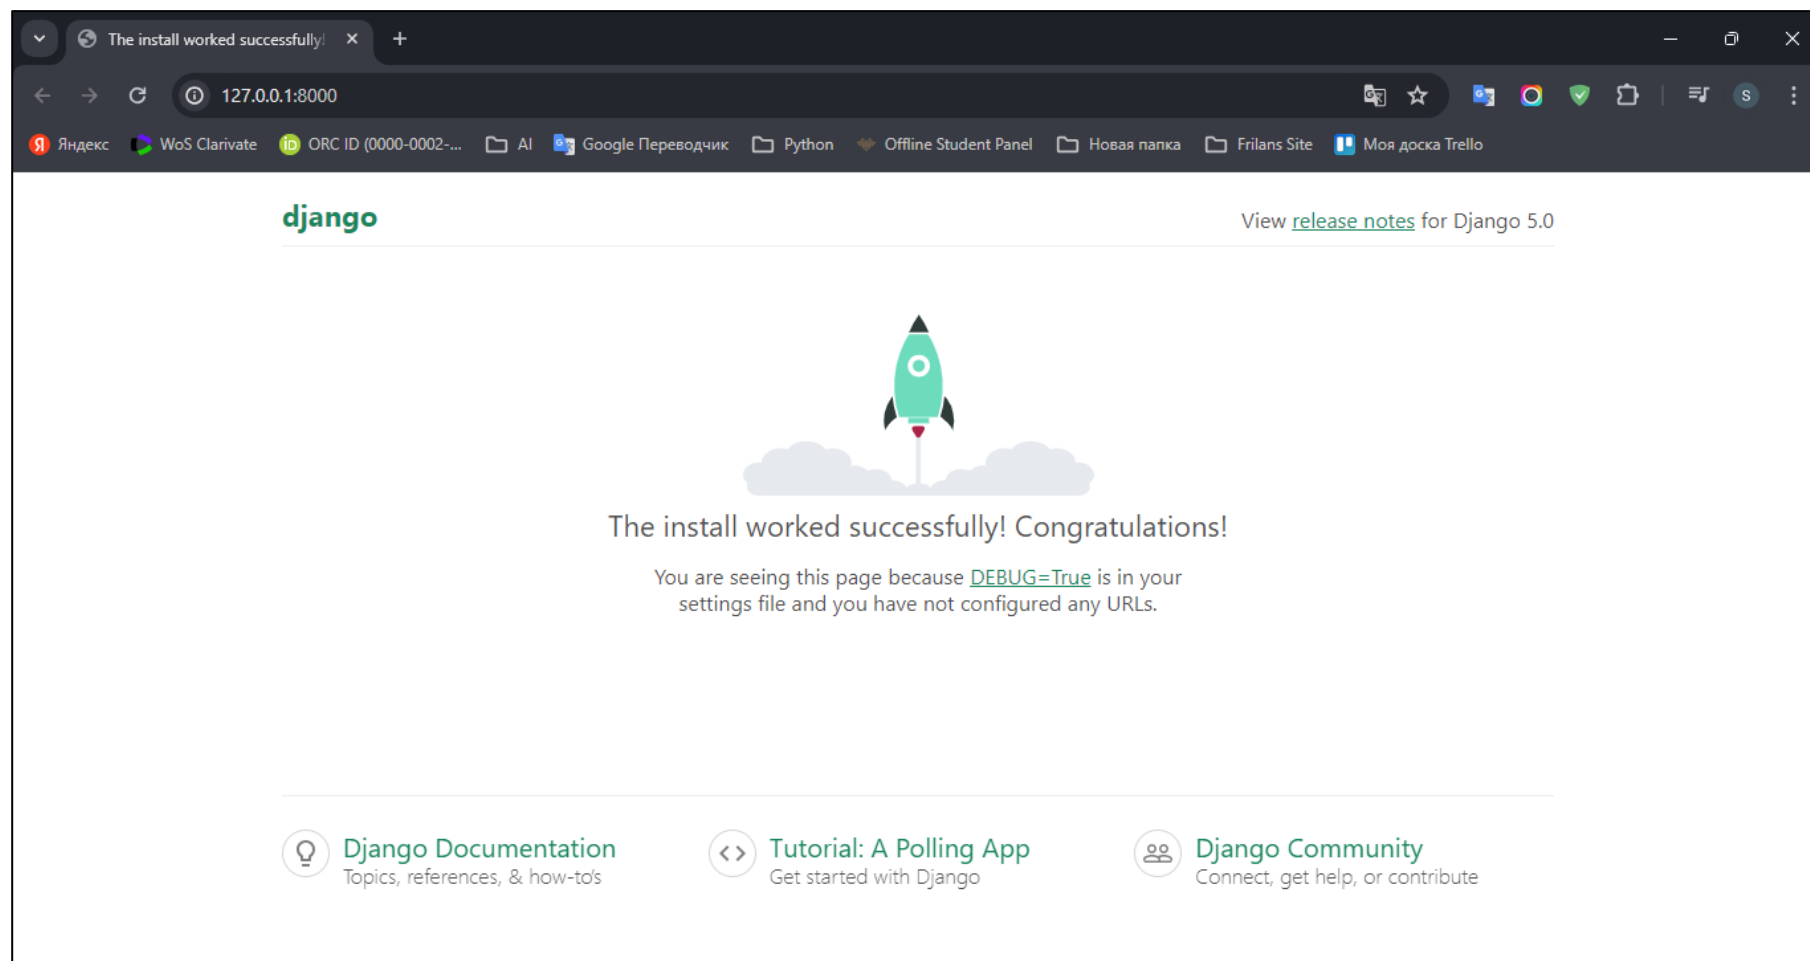 The install worked successfully!
127.0.0.1:8000
Яндекс WoS Clarivate ORC ID (0000-0002-... AI Google Переводчик Python Offline Student Panel Новая папка Frilans Site Моя доска Trello
django
View release notes for Django 5.0
The install worked successfully! Congratulations!
You are seeing this page because DEBUG=True is in your
settings file and you have not configured any URLs.
Django Documentation
Topics, references, & how-to's
Tutorial: A Polling App
Get started with Django
Django Community
Connect, get help, or contribute